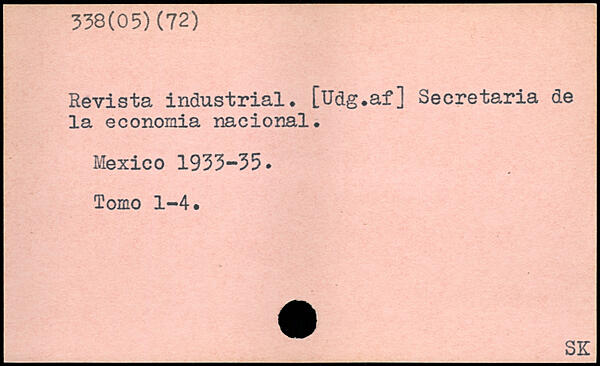 338(05)(72)
Revista industrial. [Udg.af] Secretaria de
la economia nacional.
Mexico 1933-35.
Tomo 1-4.
SK